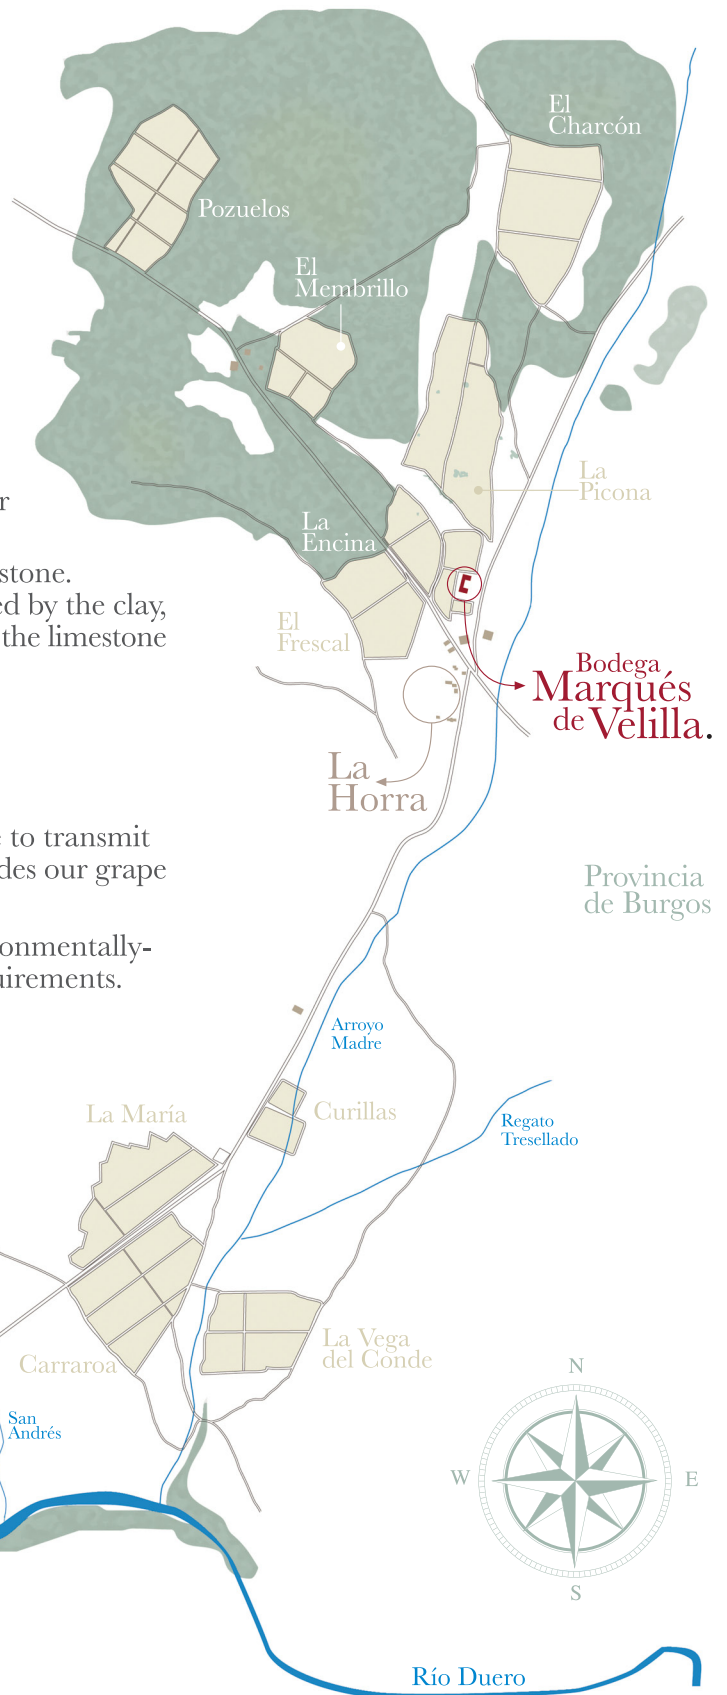 El
Charcón
Pozuelos
El
Membrillo
La
Picona
r
La
Encina
stone.
ed by the clay,
the limestone
El
Frescal
Bodega
Marqués
de Velilla.
La
Horra
to transmit
des our grape
Provincia
de Burgos
onmentally-
uirements.
Arroyo
Madre
La María
Curillas
Regato
Tresellado
La Vega
del Conde
Carraroa
San
Andrés
N
W
E
S
Río Duero